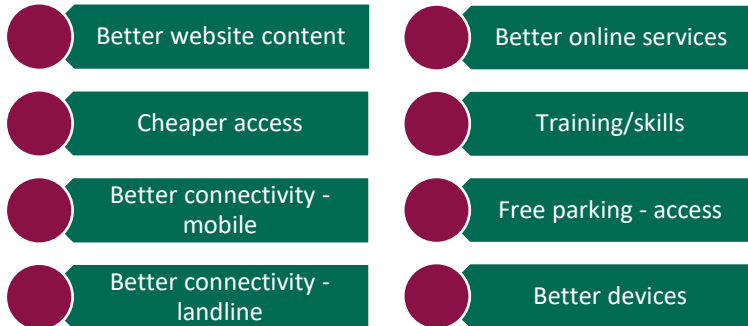 Better website content
Better online services
Cheaper access
Training/skills
Better connectivity -
mobile
Free parking - access
Better connectivity -
landline
Better devices